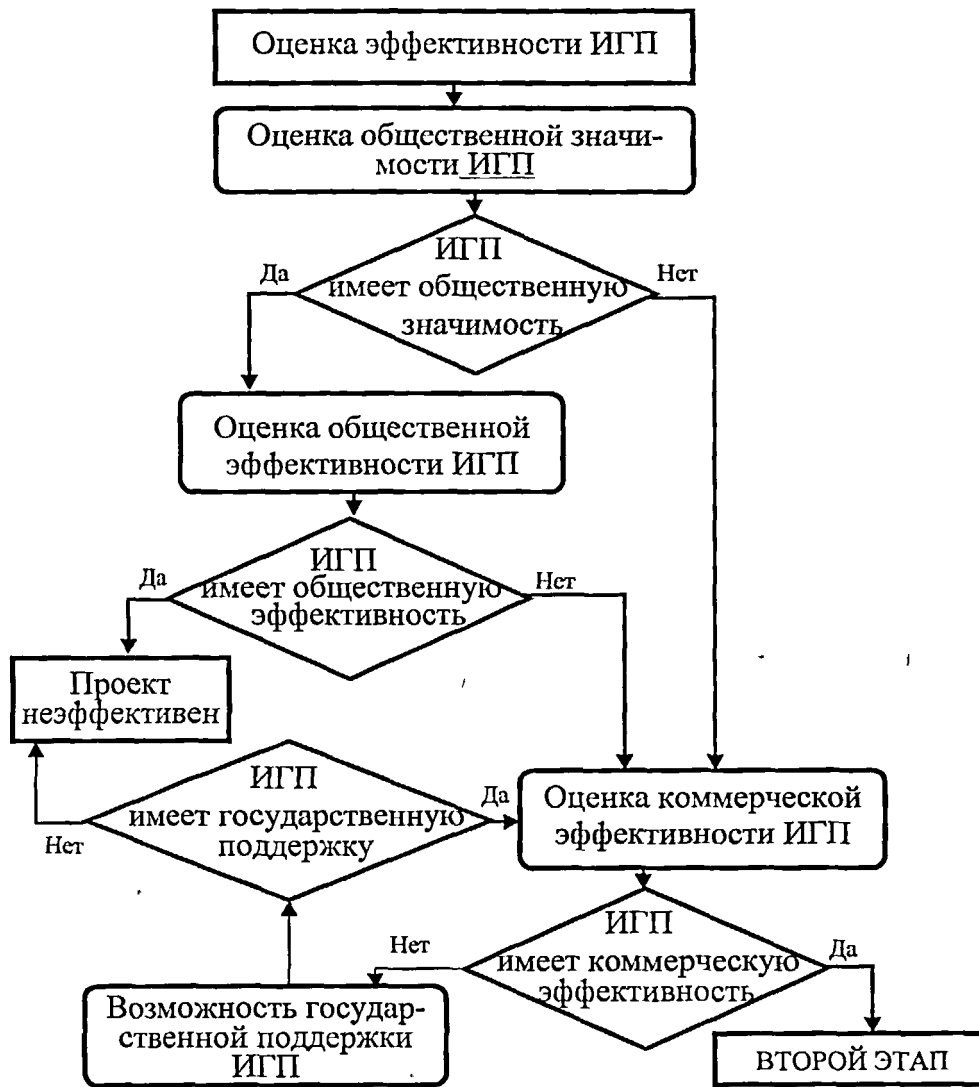 Оценка эффективности ИГП
Оценка общественной значи-
мости ИГП
ИГП
имеет общественную
значимость
Да
Нет
Оценка общественной
эффективности ИГП
ИГП
имеет общественную
эффективность
Да
Нет
Проект
неэффективен
ИГП
имеет государственную
поддержку
Нет
Да
Оценка коммерческой
эффективности ИГП
ИГП
имеет коммерческую
эффективность
Нет
Да
Возможность государ-
ственной поддержки
ИГП
ВТОРОЙ ЭТАП